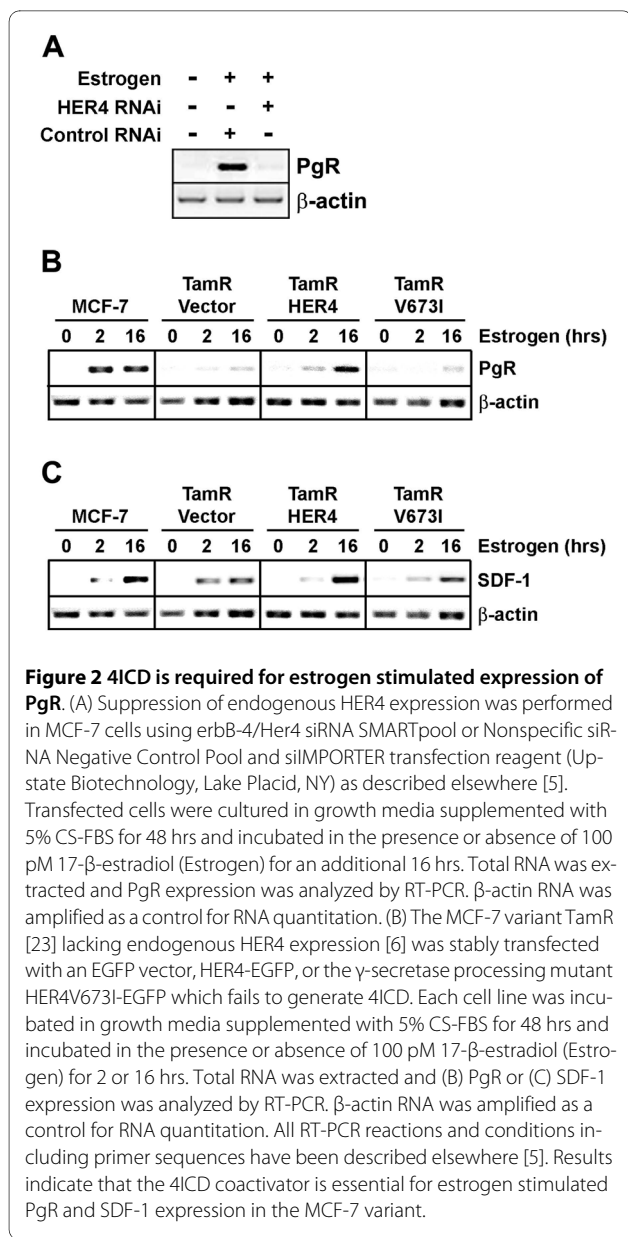 A
Estrogen - + +
HER4 RNAi - - +
Control RNAi - + -
PgR
β-actin
B
MCF-7 TamR Vector TamR HER4 TamR V673I
0 2 16 0 2 16 0 2 16 0 2 16 Estrogen (hrs)
PgR
β-actin
C
MCF-7 TamR Vector TamR HER4 TamR V673I
0 2 16 0 2 16 0 2 16 0 2 16 Estrogen (hrs)
SDF-1
β-actin
Figure 2 4ICD is required for estrogen stimulated expression of
PgR. (A) Suppression of endogenous HER4 expression was performed
in MCF-7 cells using erbB-4/Her4 siRNA SMARTpool or Nonspecific siR-
NA Negative Control Pool and siIMPORTER transfection reagent (Up-
state Biotechnology, Lake Placid, NY) as described elsewhere [5].
Transfected cells were cultured in growth media supplemented with
5% CS-FBS for 48 hrs and incubated in the presence or absence of 100
pM 17-β-estradiol (Estrogen) for an additional 16 hrs. Total RNA was ex-
tracted and PgR expression was analyzed by RT-PCR. β-actin RNA was
amplified as a control for RNA quantitation. (B) The MCF-7 variant TamR
[23] lacking endogenous HER4 expression [6] was stably transfected
with an EGFP vector, HER4-EGFP, or the γ-secretase processing mutant
HER4V673I-EGFP which fails to generate 4ICD. Each cell line was incu-
bated in growth media supplemented with 5% CS-FBS for 48 hrs and
incubated in the presence or absence of 100 pM 17-β-estradiol (Estro-
gen) for 2 or 16 hrs. Total RNA was extracted and (B) PgR or (C) SDF-1
expression was analyzed by RT-PCR. β-actin RNA was amplified as a
control for RNA quantitation. All RT-PCR reactions and conditions in-
cluding primer sequences have been described elsewhere [5]. Results
indicate that the 4ICD coactivator is essential for estrogen stimulated
PgR and SDF-1 expression in the MCF-7 variant.